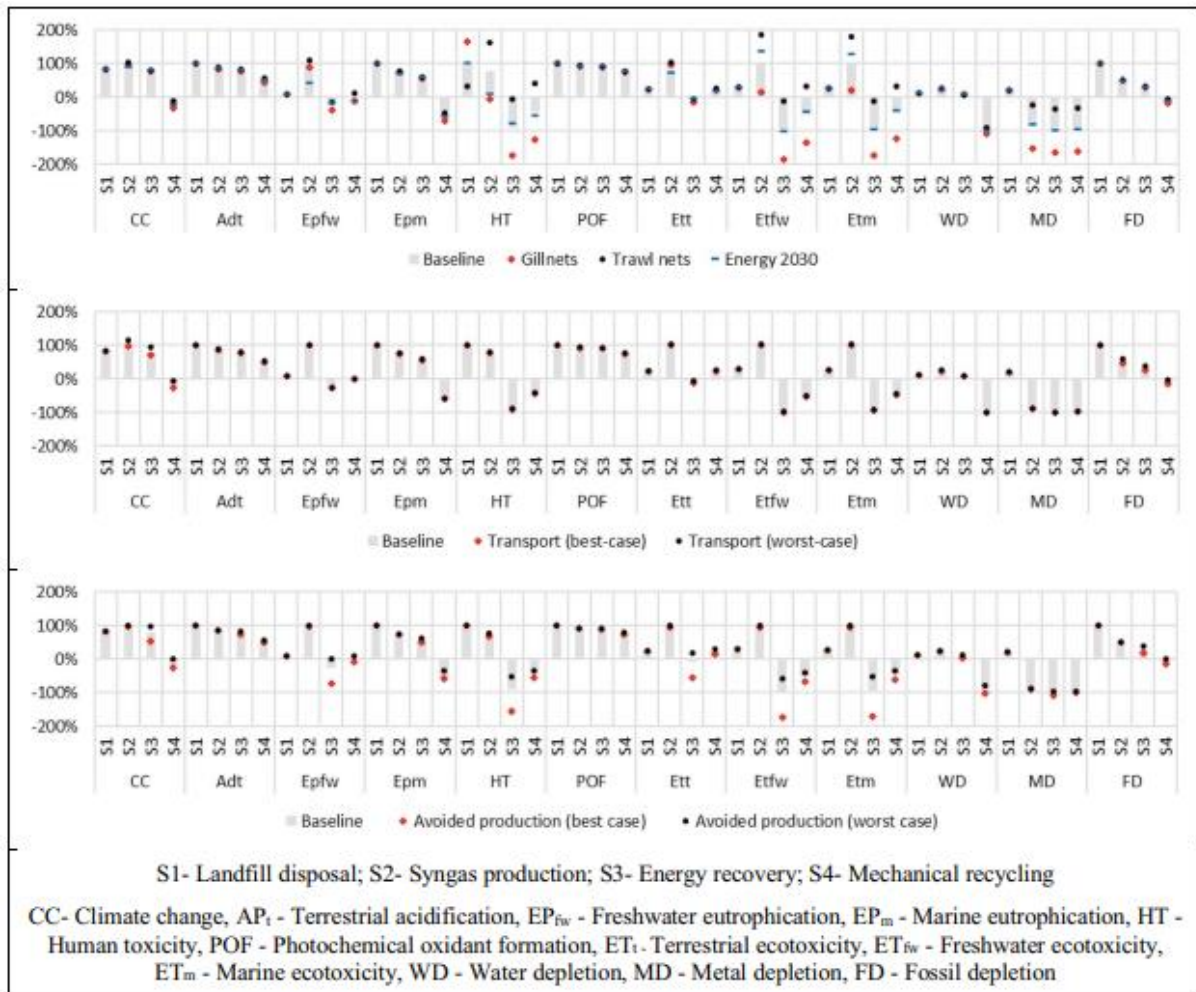 200%
100%
0%
-100%
-200%
S1 S2 S3 S4 S1 S2 S3 S4 S1 S2 S3 S4 S1 S2 S3 S4 S1 S2 S3 S4 S1 S2 S3 S4 S1 S2 S3 S4 S1 S2 S3 S4 S1 S2 S3 S4 S1 S2 S3 S4 S1 S2 S3 S4 S1 S2 S3 S4
CC Adt Epfw Epm HT POF Ett Etfw Etm WD MD FD
Baseline Gillnets Trawl nets Energy 2030
200%
100%
0%
-100%
-200%
S1 S2 S3 S4 S1 S2 S3 S4 S1 S2 S3 S4 S1 S2 S3 S4 S1 S2 S3 S4 S1 S2 S3 S4 S1 S2 S3 S4 S1 S2 S3 S4 S1 S2 S3 S4 S1 S2 S3 S4 S1 S2 S3 S4 S1 S2 S3 S4
CC Adt Epfw Epm HT POF Ett Etfw Etm WD MD FD
Baseline Transport (best-case) Transport (worst-case)
200%
100%
0%
-100%
-200%
S1 S2 S3 S4 S1 S2 S3 S4 S1 S2 S3 S4 S1 S2 S3 S4 S1 S2 S3 S4 S1 S2 S3 S4 S1 S2 S3 S4 S1 S2 S3 S4 S1 S2 S3 S4 S1 S2 S3 S4 S1 S2 S3 S4 S1 S2 S3 S4
CC Adt Epfw Epm HT POF Ett Etfw Etm WD MD FD
Baseline Avoided production (best case) Avoided production (worst case)
S1- Landfill disposal; S2- Syngas production; S3- Energy recovery; S4- Mechanical recycling
CC- Climate change, APt - Terrestrial acidification, EPfw - Freshwater eutrophication, EPm - Marine eutrophication, HT -
Human toxicity, POF - Photochemical oxidant formation, ETt - Terrestrial ecotoxicity, ETfw - Freshwater ecotoxicity,
ETm - Marine ecotoxicity, WD - Water depletion, MD - Metal depletion, FD - Fossil depletion